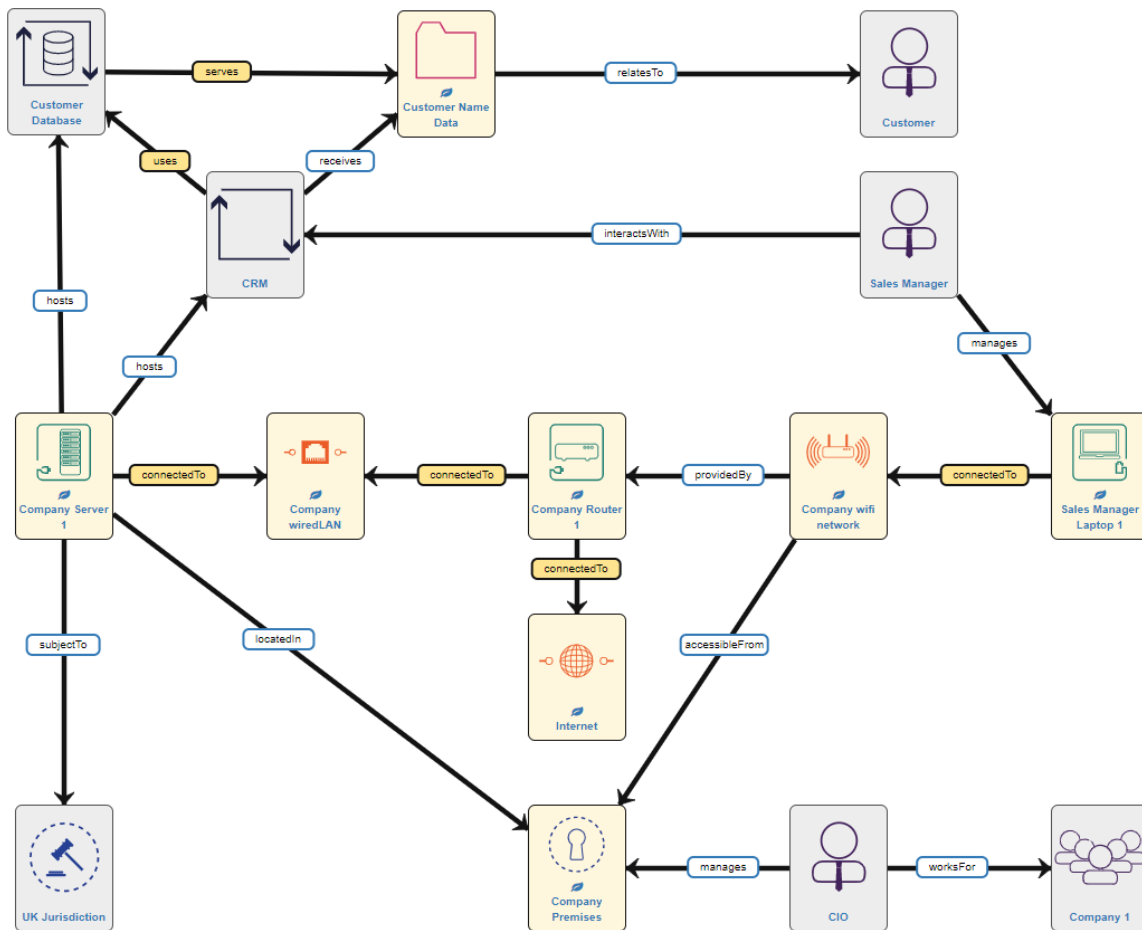 serves
relatesTo
Customer
Database
Customer Name
Data
Customer
uses
receives
interactsWith
CRM
Sales Manager
hosts
manages
hosts
connectedTo
connectedTo
providedBy
connectedTo
Company Server
1
Company
wiredLAN
Company Router
1
Company wifi
network
Sales Manager
Laptop 1
connectedTo
subjectTo
locatedIn
accessibleFrom
Internet
manages
worksFor
UK Jurisdiction
Company
Premises
CIO
Company 1